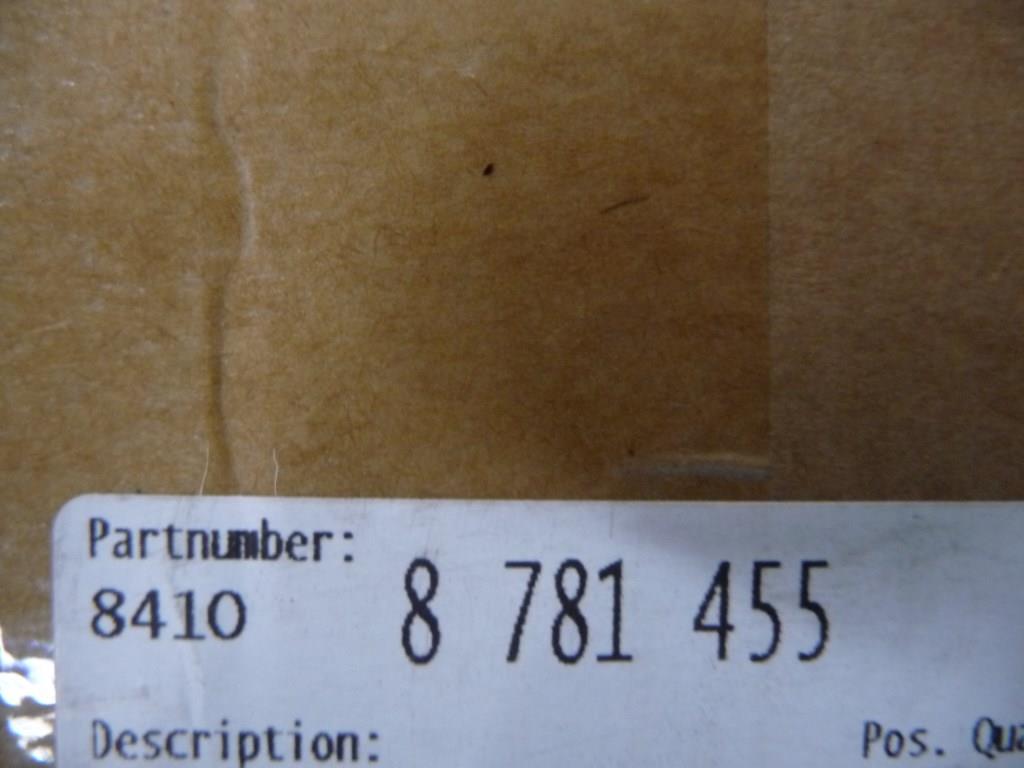 Partnumber:
8410 8 781 455
Description: Pos.